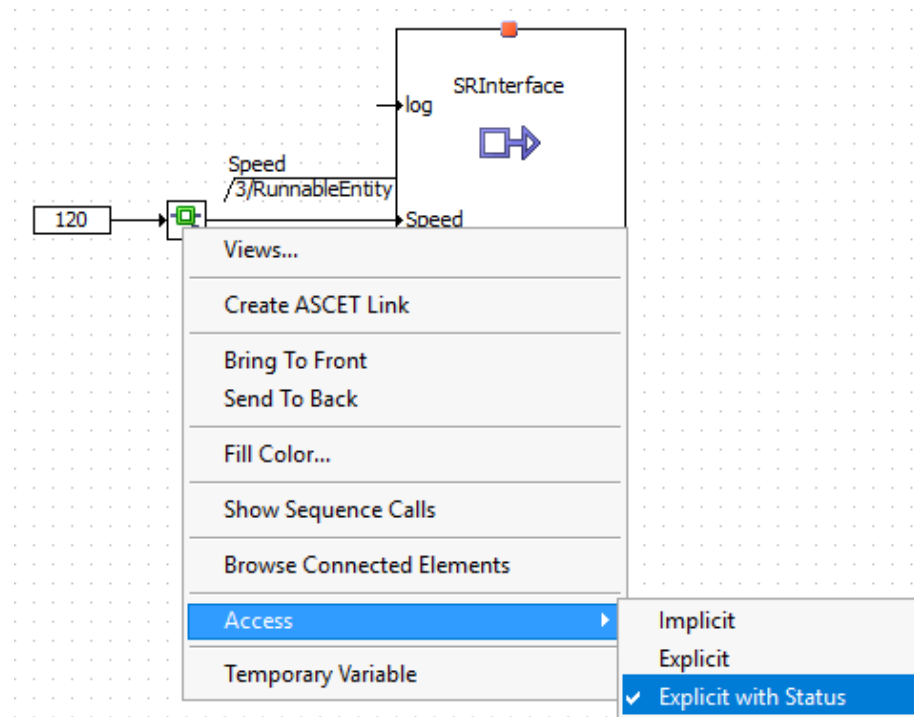 SRInterface
log
Speed
/3/RunnableEntity
120
Speed
Views...
Create ASCET Link
Bring To Front
Send To Back
Fill Color...
Show Sequence Calls
Browse Connected Elements
Access
Implicit
Explicit
Temporary Variable
Explicit with Status